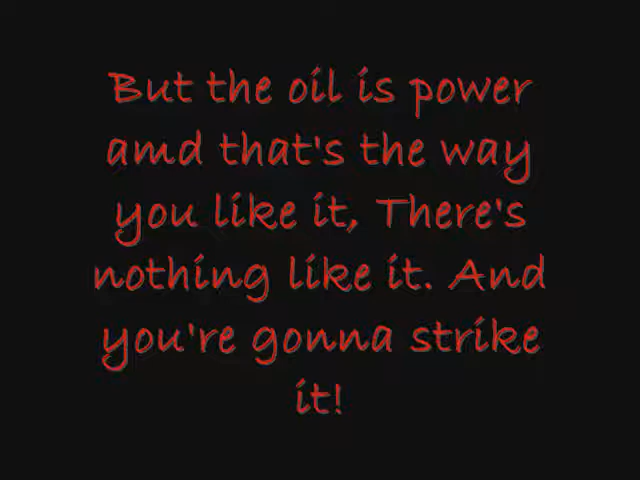 But the oil is power
amd that's the way
you like it, There's
nothing like it. And
you're gonna strike
it!